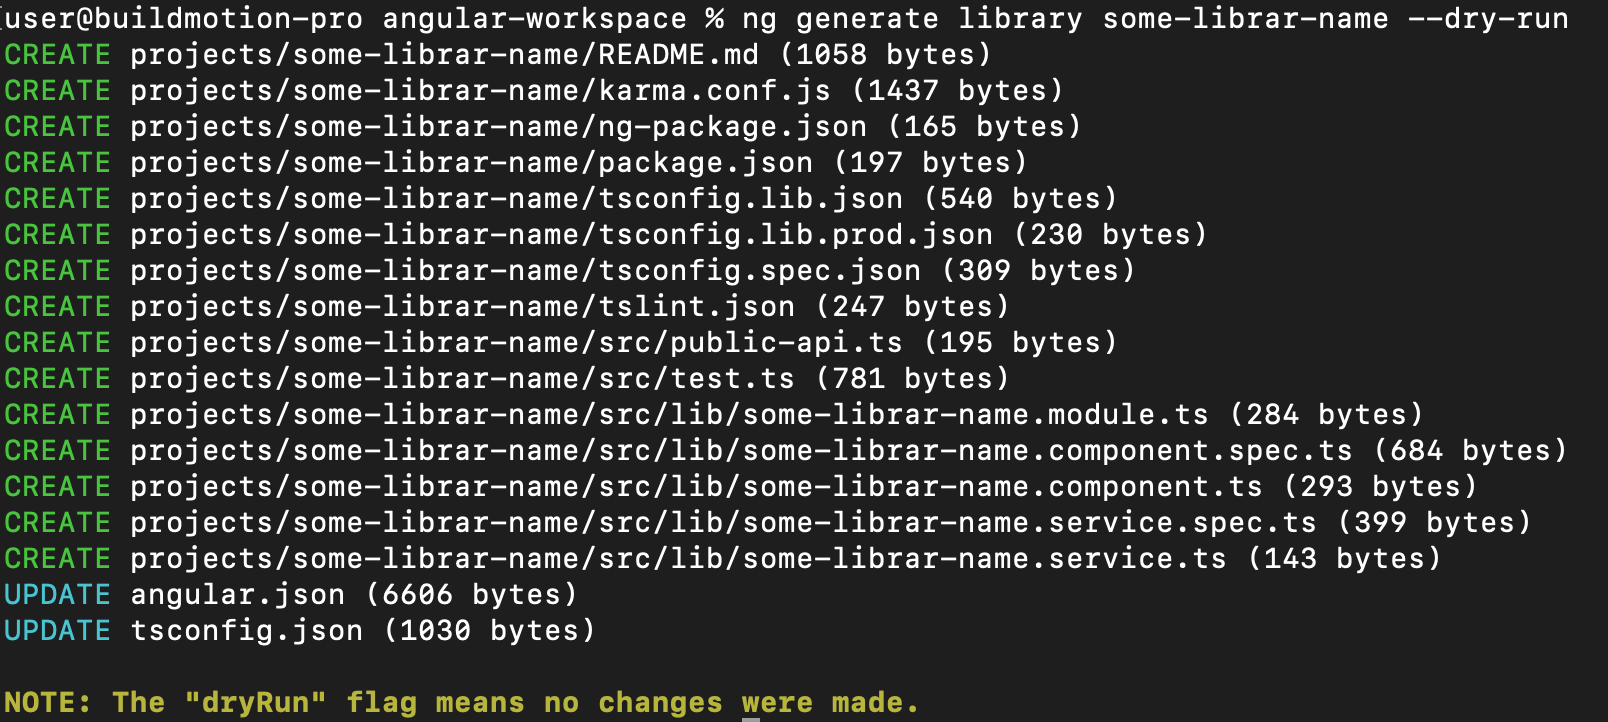 user@buildmotion-pro angular-workspace % ng generate library some-librar-name --dry-run
CREATE projects/some-librar-name/README.md (1058 bytes)
CREATE projects/some-librar-name/karma.conf.js (1437 bytes)
CREATE projects/some-librar-name/ng-package.json (165 bytes)
CREATE projects/some-librar-name/package.json (197 bytes)
CREATE projects/some-librar-name/tsconfig.lib.json (540 bytes)
CREATE projects/some-librar-name/tsconfig.lib.prod.json (230 bytes)
CREATE projects/some-librar-name/tsconfig.spec.json (309 bytes)
CREATE projects/some-librar-name/tslint.json (247 bytes)
CREATE projects/some-librar-name/src/public-api.ts (195 bytes)
CREATE projects/some-librar-name/src/test.ts (781 bytes)
CREATE projects/some-librar-name/src/lib/some-librar-name.module.ts (284 bytes)
CREATE projects/some-librar-name/src/lib/some-librar-name.component.spec.ts (684 bytes)
CREATE projects/some-librar-name/src/lib/some-librar-name.component.ts (293 bytes)
CREATE projects/some-librar-name/src/lib/some-librar-name.service.spec.ts (399 bytes)
CREATE projects/some-librar-name/src/lib/some-librar-name.service.ts (143 bytes)
UPDATE angular.json (6606 bytes)
UPDATE tsconfig.json (1030 bytes)
NOTE: The "dryRun" flag means no changes were made.